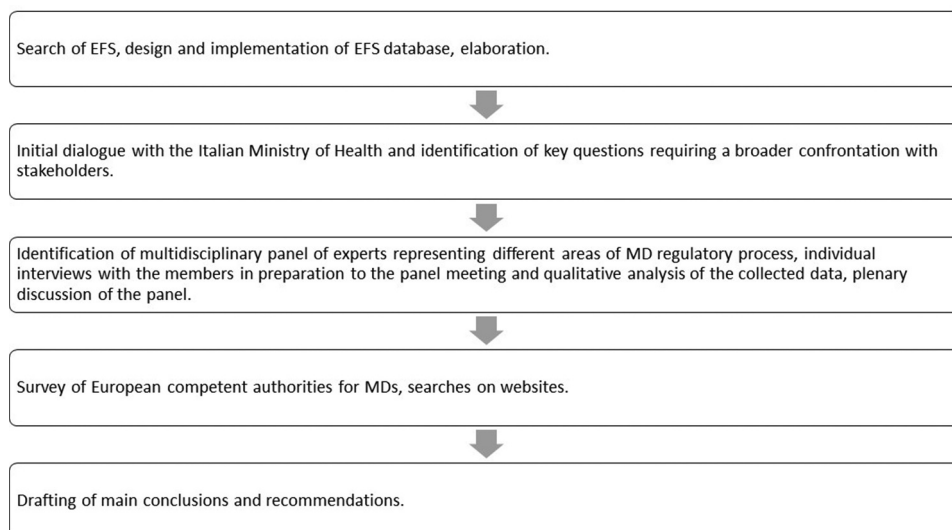 Search of EFS, design and implementation of EFS database, elaboration.
Initial dialogue with the Italian Ministry of Health and identification of key questions requiring a broader confrontation with
stakeholders.
Identification of multidisciplinary panel of experts representing different areas of MD regulatory process, individual
interviews with the members in preparation to the panel meeting and qualitative analysis of the collected data, plenary
discussion of the panel.
Survey of European competent authorities for MDs, searches on websites.
Drafting of main conclusions and recommendations.